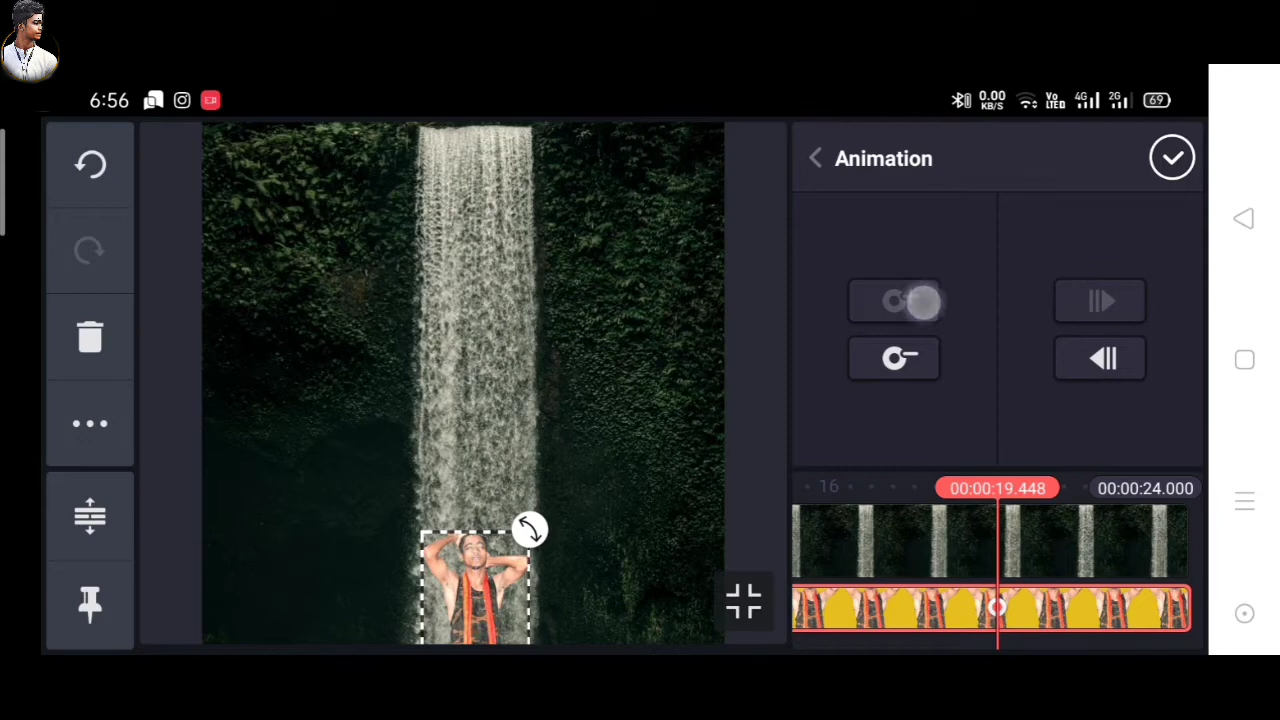 6:56
0.00 KB/S
Vo LTED
4G
2G
69
Animation
16
00:00:19.448
00:00:24.000